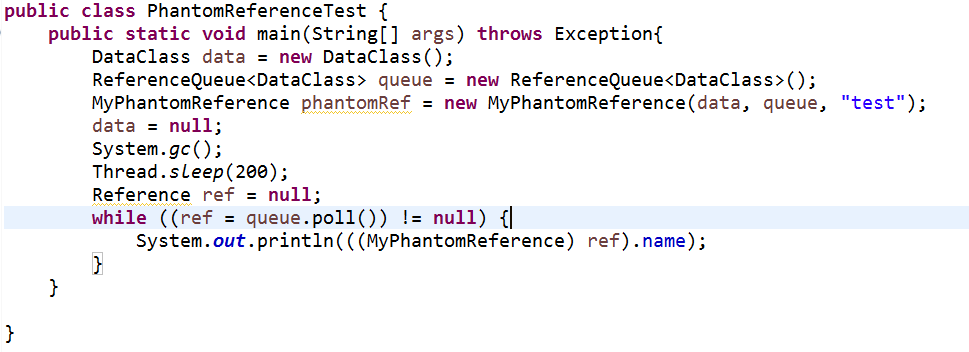 public class PhantomReferenceTest {
    public static void main(String[] args) throws Exception{
        DataClass data = new DataClass();
        ReferenceQueue<DataClass> queue = new ReferenceQueue<DataClass>();
        MyPhantomReference phantomRef = new MyPhantomReference(data, queue, "test");
        data = null;
        System.gc();
        Thread.sleep(200);
        Reference ref = null;
        while ((ref = queue.poll()) != null) {
            System.out.println(((MyPhantomReference) ref).name);
        }
    }
}